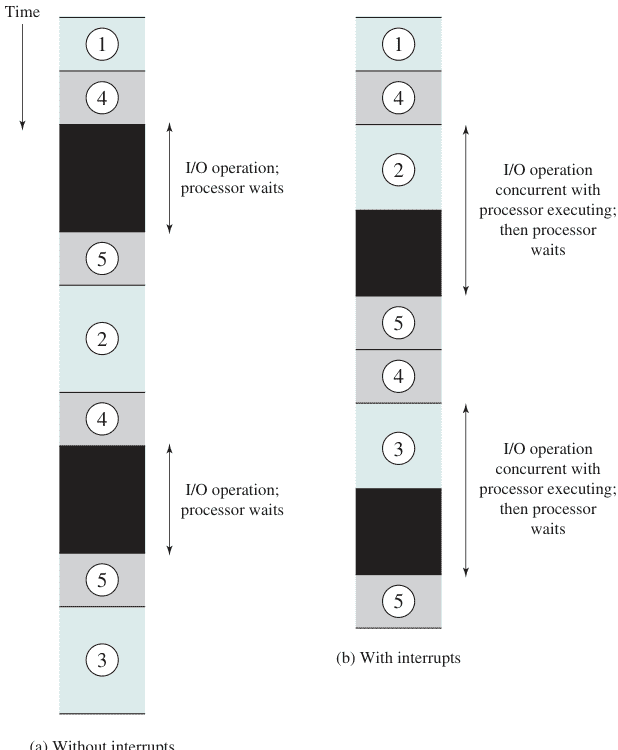 Time
1
4
I/O operation;
processor waits
5
2
4
I/O operation;
processor waits
5
3
(a) Without interrupts
1
4
2
I/O operation
concurrent with
processor executing;
then processor
waits
5
4
3
I/O operation
concurrent with
processor executing;
then processor
waits
5
(b) With interrupts